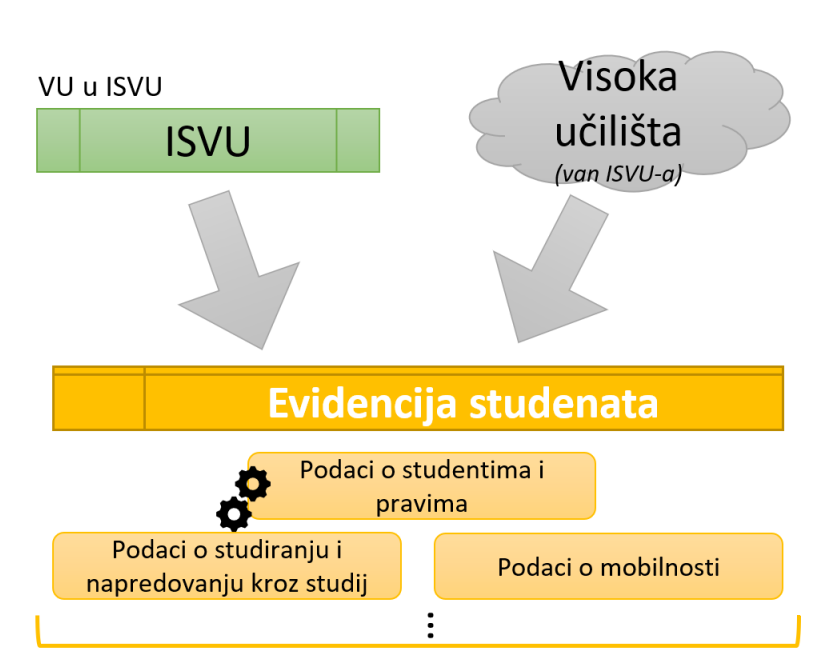 VU u ISVU
ISVU
Visoka
učilišta
(van ISVU-a)
Evidencija studenata
Podaci o studentima i
pravima
Podaci o studiranju i
napredovanju kroz studij
Podaci o mobilnosti